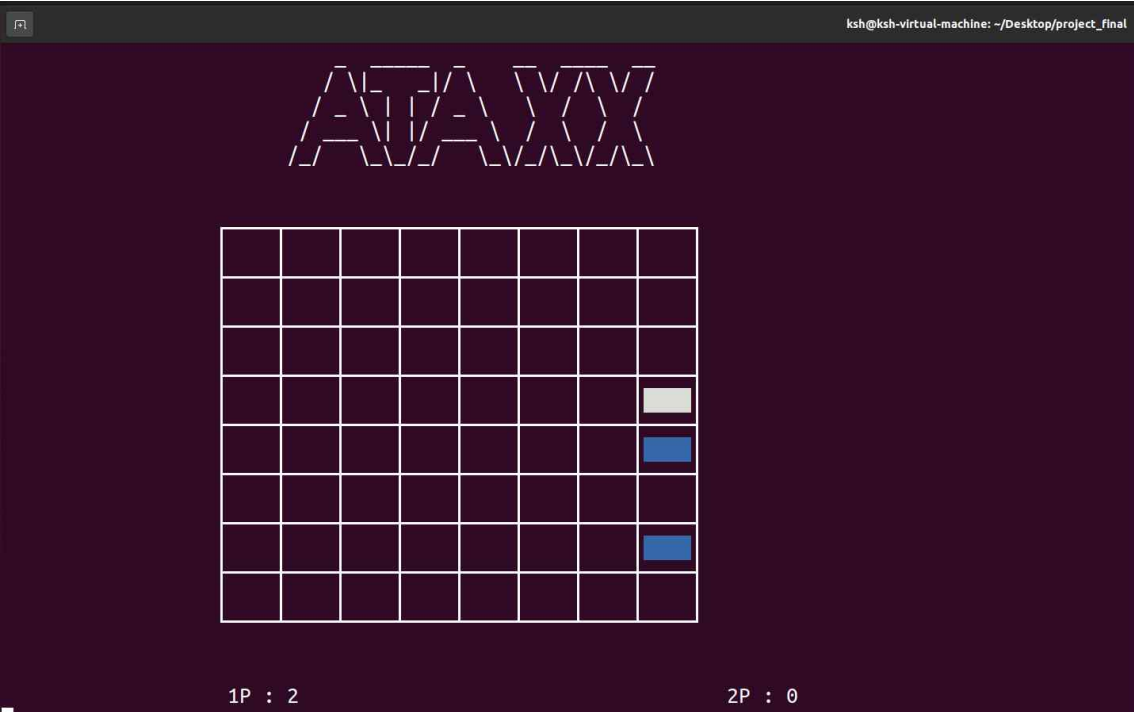 ksh@ksh-virtual-machine: ~/Desktop/project_final
ATAXX
1P : 2
2P : 0